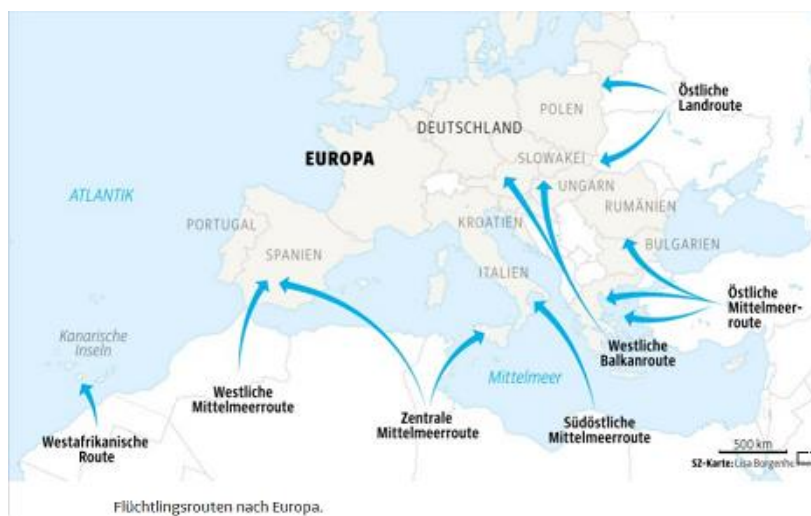 Östliche
Landroute
POLEN
DEUTSCHLAND
EUROPA
SLOWAKEI
UNGARN
ATLANTIK
RUMÄNIEN
PORTUGAL
KROATIEN
BULGARIEN
SPANIEN
ITALIEN
Östliche
Mittelmeer-
route
Kanarische
Inseln
Westliche
Balkanroute
Mittelmeer
Westliche
Mittelmeerroute
Zentrale
Mittelmeerroute
Südöstliche
Mittelmeerroute
Westafrikanische
Route
500 km
SZ-Karte: Lisa
Flüchtlingsrouten nach Europa.